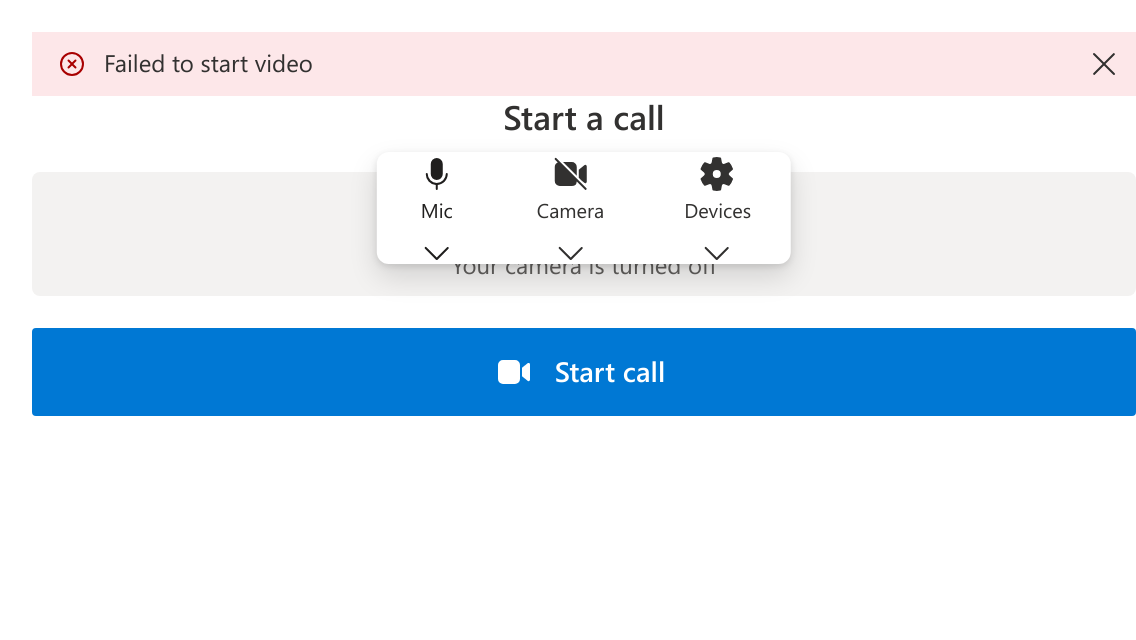 Failed to start video
Start a call
Mic
Camera
Devices
Your camera is turned off
Start call